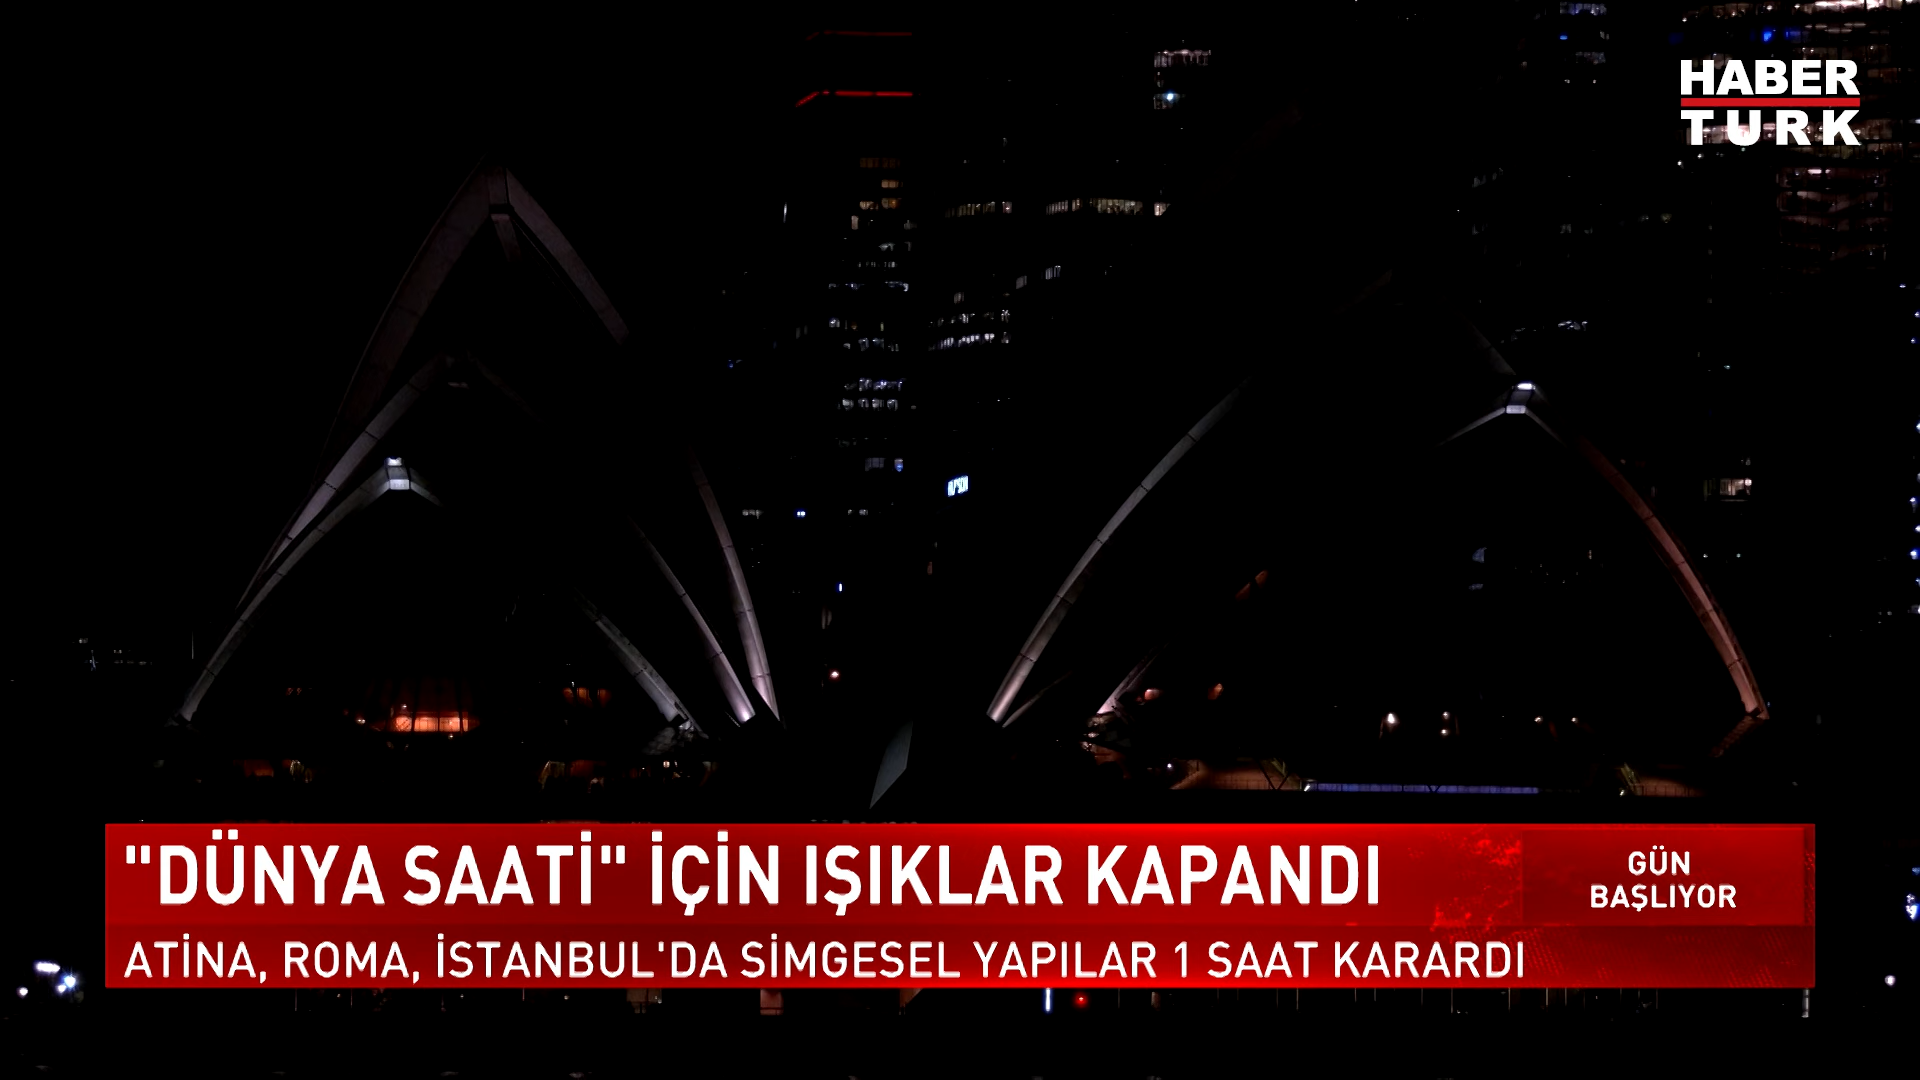 HABER
TURK
"DÜNYA SAATİ" İÇİN IŞIKLAR KAPANDI
GÜN
BAŞLIYOR
ATİNA, ROMA, İSTANBUL'DA SİMGESEL YAPILAR 1 SAAT KARARDI